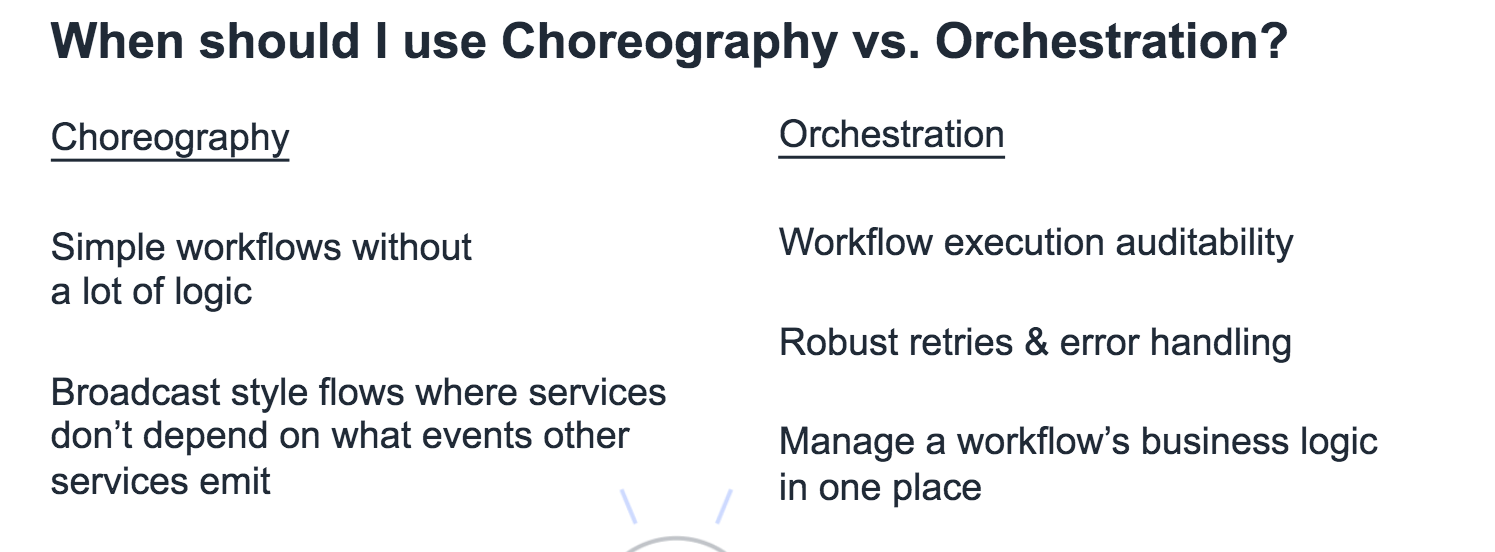 When should I use Choreography vs. Orchestration?
Choreography
Simple workflows without
a lot of logic
Broadcast style flows where services
don’t depend on what events other
services emit
Orchestration
Workflow execution auditability
Robust retries & error handling
Manage a workflow’s business logic
in one place